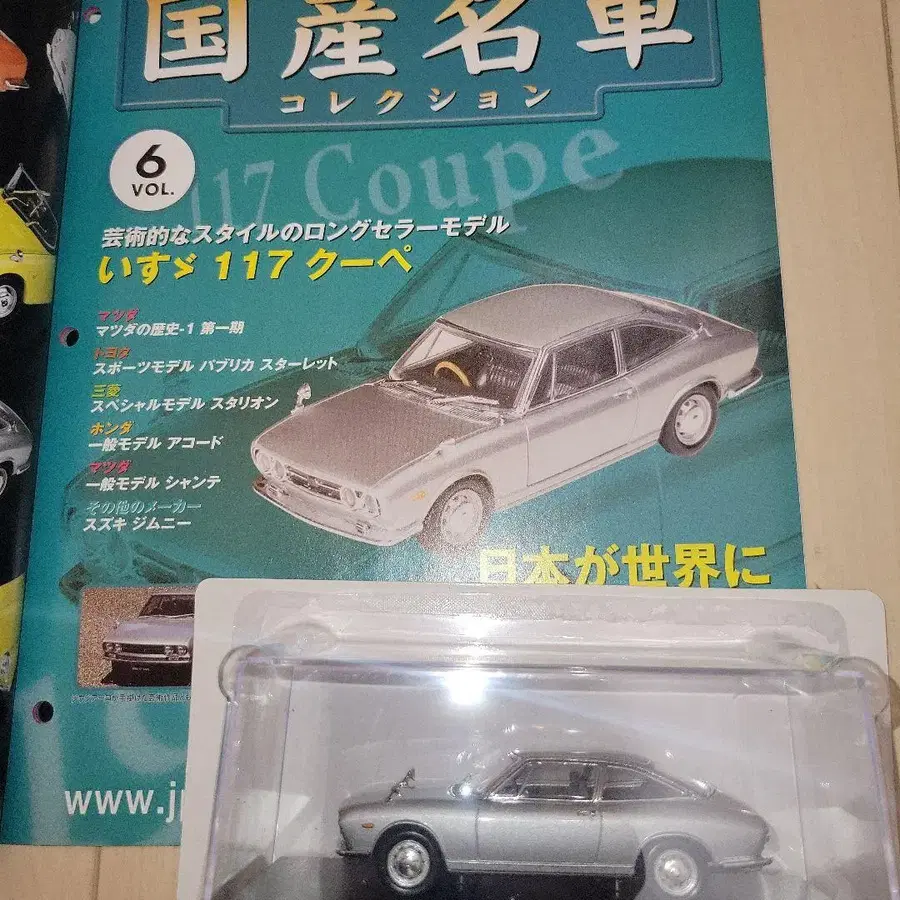 国産名車
コレクション
6
VOL.
117 Coupe
芸術的なスタイルのロングセラーモデル
いすゞ 117 クーペ
マツダ
マツダの歴史-1 第一期
トヨタ
スポーツモデル パブリカ スターレット
三菱
スペシャルモデル スタリオン
ホンダ
一般モデル アコード
マツダ
一般モデル シャンテ
その他のメーカー
スズキ ジムニー
日本が世界に
www.jp